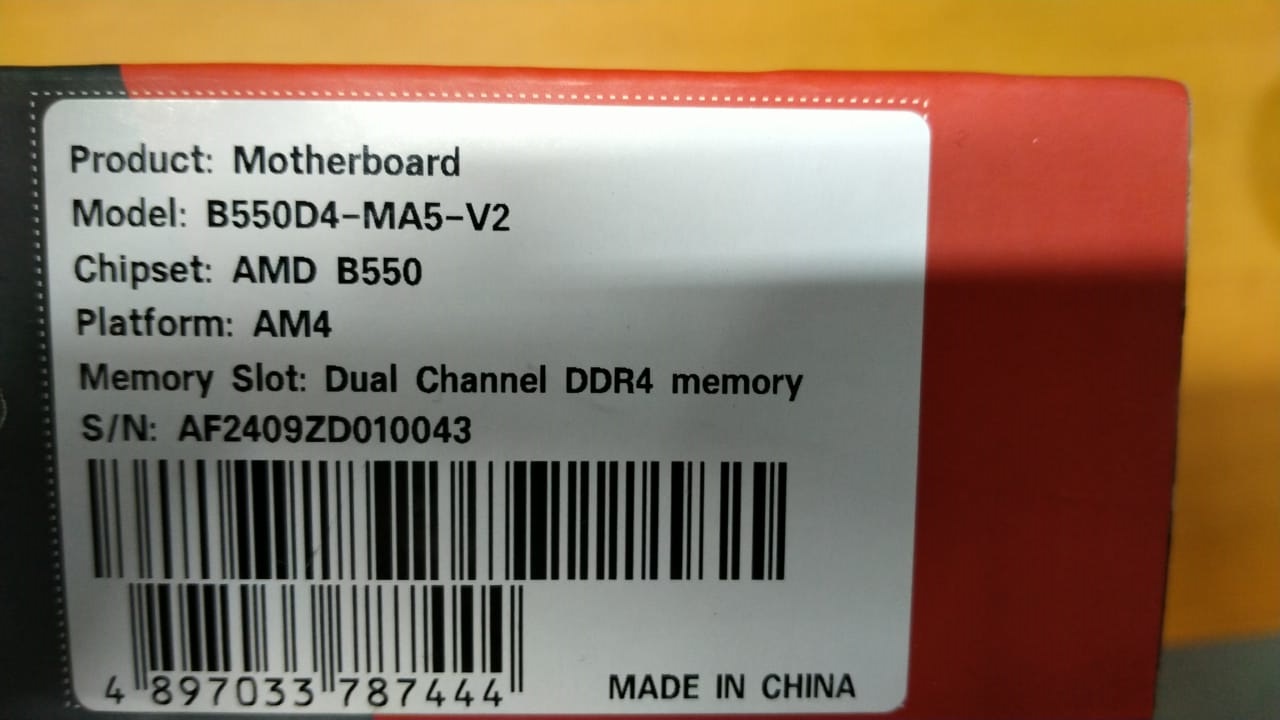 Product: Motherboard
Model: B550D4-MA5-V2
Chipset: AMD B550
Platform: AM4
Memory Slot: Dual Channel DDR4 memory
S/N: AF2409ZD010043
4 897033 787444
MADE IN CHINA